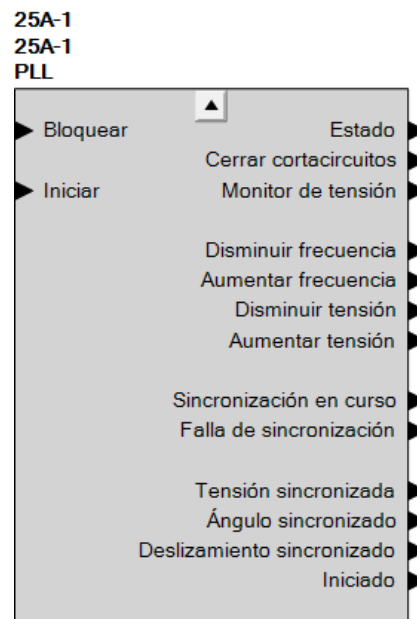 25A-1
25A-1
PLL
Bloquear Estado
Cerrar cortacircuitos
Iniciar Monitor de tensión
Disminuir frecuencia
Aumentar frecuencia
Disminuir tensión
Aumentar tensión
Sincronización en curso
Falla de sincronización
Tensión sincronizada
Ángulo sincronizado
Deslizamiento sincronizado
Iniciado